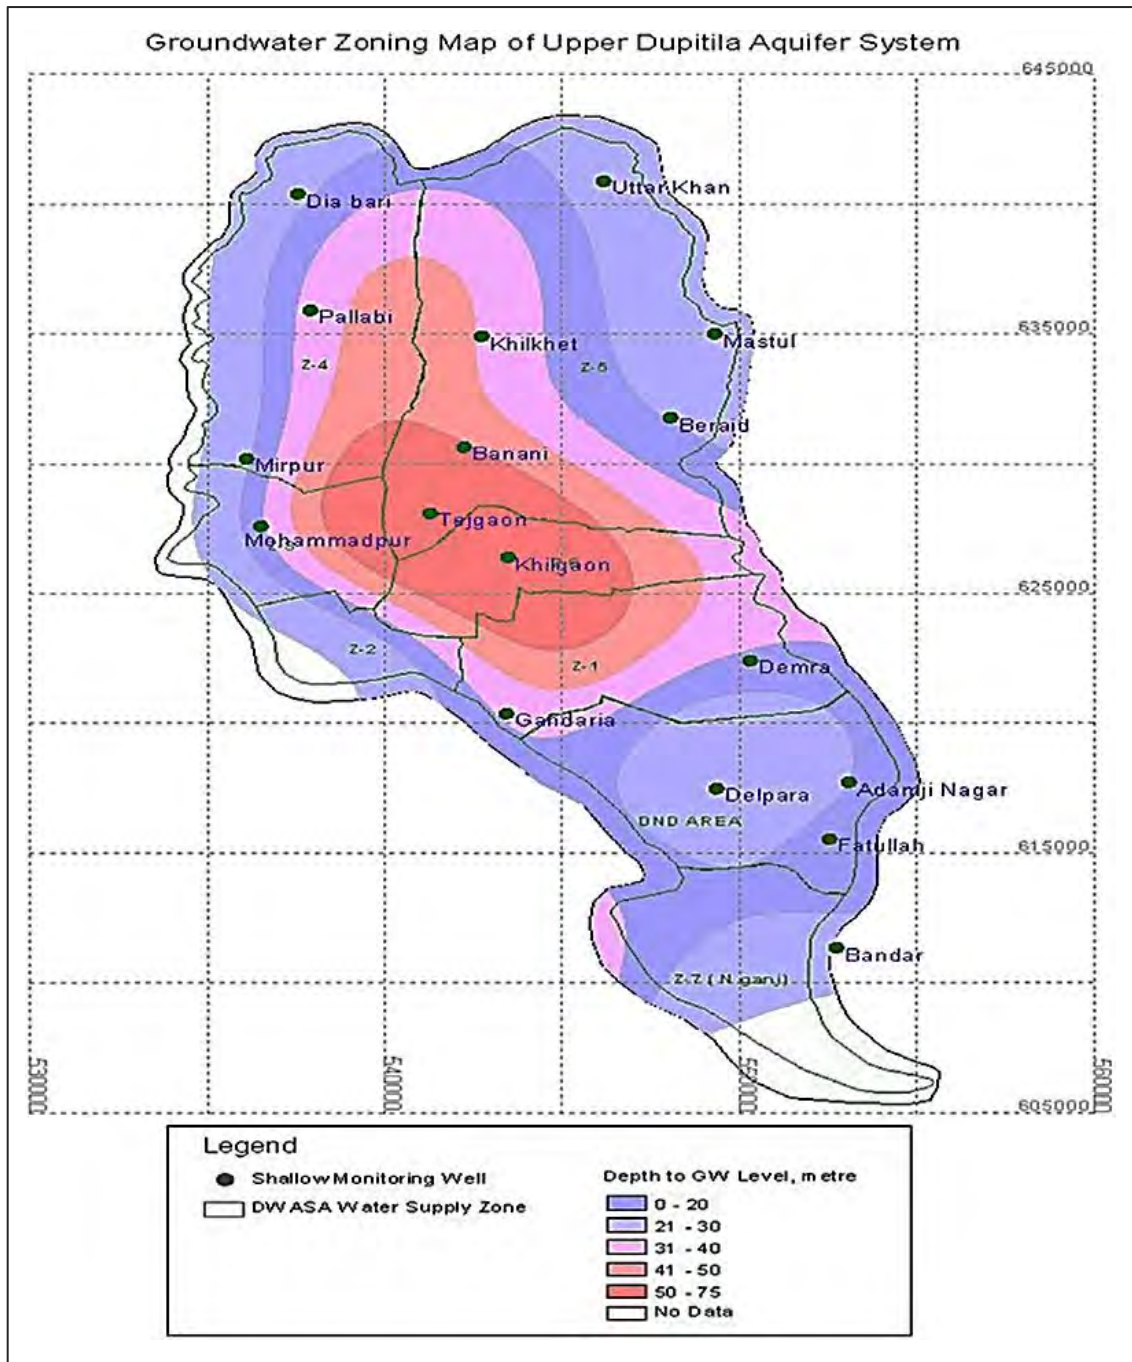 Groundwater Zoning Map of Upper Dupitila Aquifer System
645000
Uttar Khan
Dia bari
Pallabi
635000
Mastul
Khilkhet
Z-4
Z-5
Beraid
Banani
Mirpur
Tejgaon
Mohammadpur
Khilgaon
625000
Z-2
Z-1
Demra
Gandaria
Adamji Nagar
Delpara
DND AREA
Fatullah
615000
Bandar
Z-7 ( N.ganj)
530000
540000
550000
560000
605000
Legend
Shallow Monitoring Well
DWASA Water Supply Zone
Depth to GW Level, metre
0 - 20
21 - 30
31 - 40
41 - 50
50 - 75
No Data